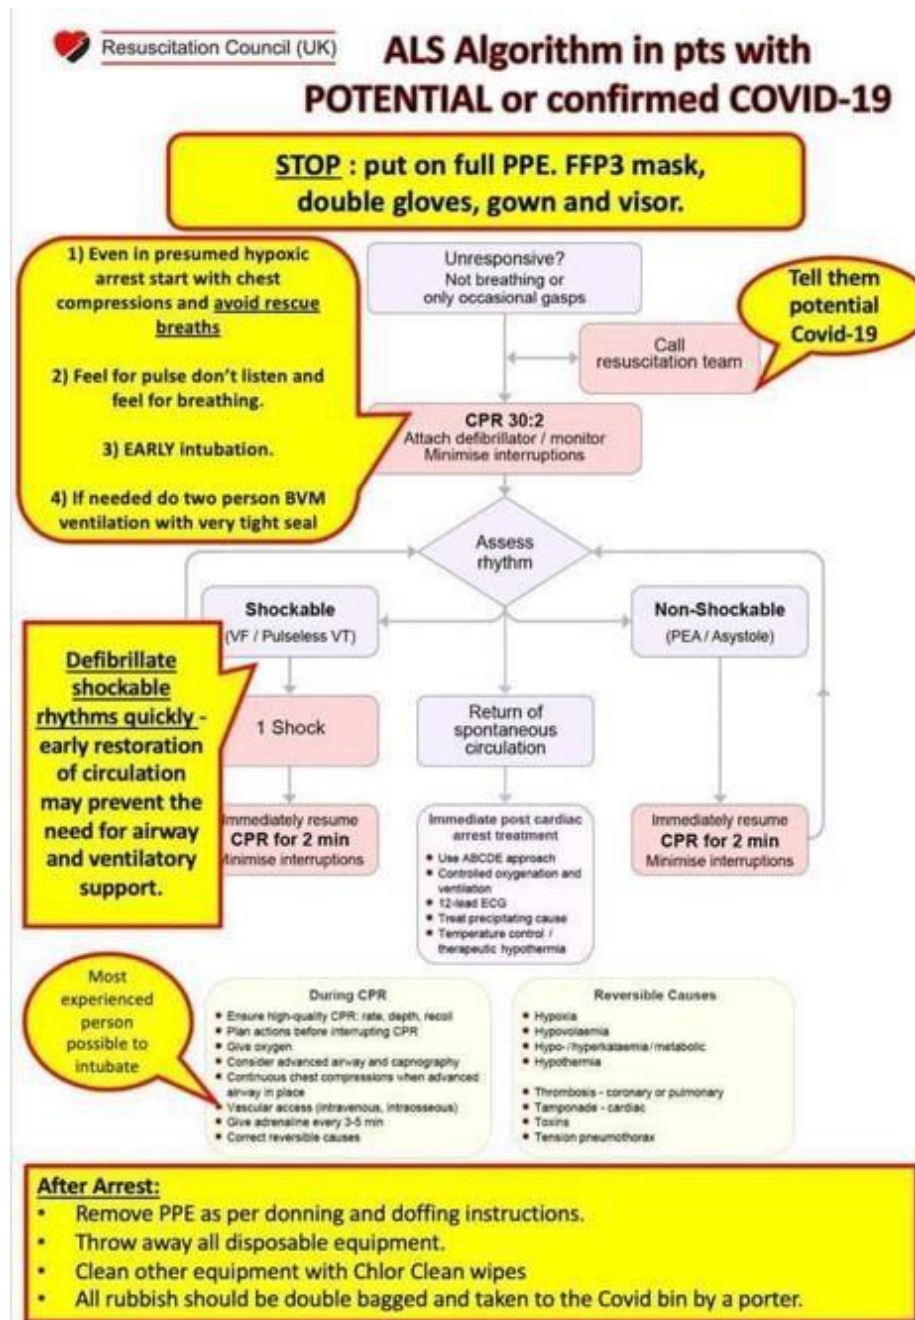 Resuscitation Council (UK)
ALS Algorithm in pts with
POTENTIAL or confirmed COVID-19
STOP : put on full PPE. FFP3 mask,
double gloves, gown and visor.
1) Even in presumed hypoxic
arrest start with chest
compressions and avoid rescue
breaths
2) Feel for pulse don't listen and
feel for breathing.
3) EARLY intubation.
4) If needed do two person BVM
ventilation with very tight seal
Unresponsive?
Not breathing or
only occasional gasps
Tell them
potential
Covid-19
Call
resuscitation team
CPR 30:2
Attach defibrillator / monitor
Minimise interruptions
Assess
rhythm
Shockable
(VF / Pulseless VT)
Non-Shockable
(PEA / Asystole)
Defibrillate
shockable
rhythms quickly -
early restoration
of circulation
may prevent the
need for airway
and ventilatory
support.
1 Shock
Return of
spontaneous
circulation
Immediately resume
CPR for 2 min
Minimise interruptions
Immediate post cardiac
arrest treatment
• Use ABCDE approach
• Controlled oxygenation and
ventilation
• 12-lead ECG
• Treat precipitating cause
• Temperature control /
therapeutic hypothermia
Immediately resume
CPR for 2 min
Minimise interruptions
Most
experienced
person
possible to
intubate
During CPR
• Ensure high-quality CPR: rate, depth, recoil
• Plan actions before interrupting CPR
• Give oxygen
• Consider advanced airway and capnography
• Continuous chest compressions when advanced
airway in place
• Vascular access (intravenous, intraosseous)
• Give adrenaline every 3-5 min
• Correct reversible causes
Reversible Causes
• Hypoxia
• Hypovolaemia
• Hypo-/hyperkalaemia/metabolic
• Hypothermia
• Thrombosis - coronary or pulmonary
• Tamponade - cardiac
• Toxins
• Tension pneumothorax
After Arrest:
• Remove PPE as per donning and doffing instructions.
• Throw away all disposable equipment.
• Clean other equipment with Chlor Clean wipes
• All rubbish should be double bagged and taken to the Covid bin by a porter.